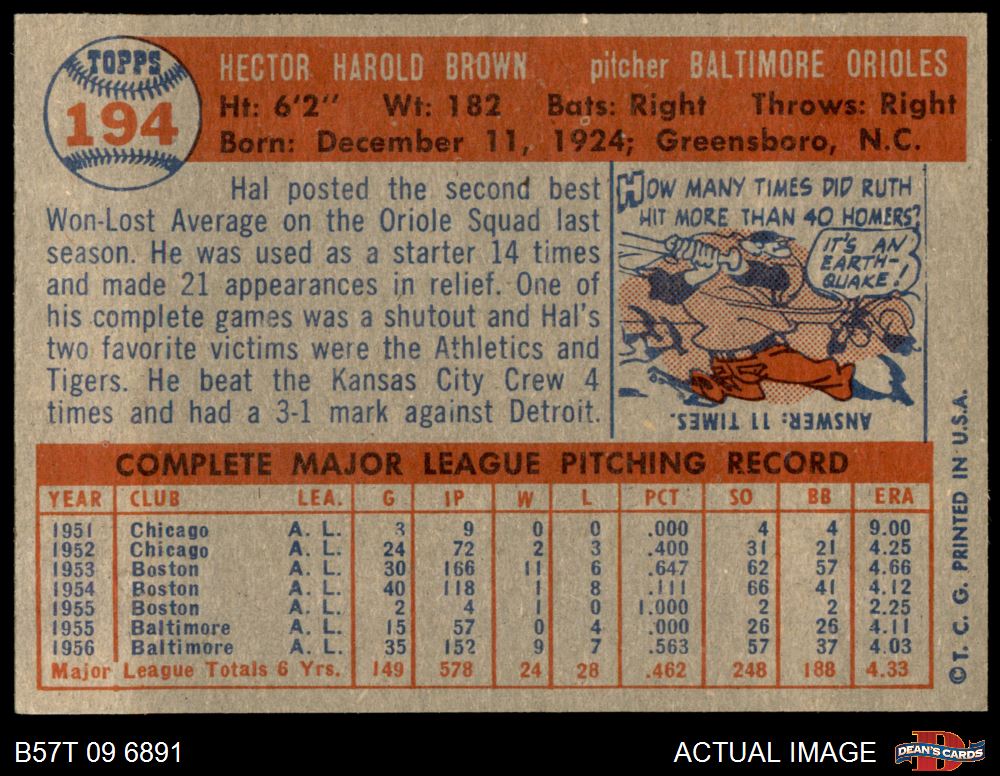 TOPPS
194
HECTOR HAROLD BROWN pitcher BALTIMORE ORIOLES
Ht: 6'2" Wt: 182 Bats: Right Throws: Right
Born: December 11, 1924; Greensboro, N.C.
Hal posted the second best
Won-Lost Average on the Oriole Squad last
season. He was used as a starter 14 times
and made 21 appearances in relief. One of
his complete games was a shutout and Hal's
two favorite victims were the Athletics and
Tigers. He beat the Kansas City Crew 4
times and had a 3-1 mark against Detroit.
HOW MANY TIMES DID RUTH
HIT MORE THAN 40 HOMERS?
IT'S AN
EARTH-
QUAKE!
ANSWER: 11 TIMES.
COMPLETE MAJOR LEAGUE PITCHING RECORD
YEAR CLUB LEA. G IP W L PCT SO BB ERA
1951 Chicago A. L. 3 9 0 0 .000 4 4 9.00
1952 Chicago A. L. 24 72 2 3 .400 31 21 4.25
1953 Boston A. L. 30 166 11 6 .647 62 57 4.66
1954 Boston A. L. 40 118 1 8 .111 66 41 4.12
1955 Boston A. L. 2 4 1 0 1.000 2 2 2.25
1955 Baltimore A. L. 15 57 0 4 .000 26 26 4.11
1956 Baltimore A. L. 35 152 9 7 .563 57 37 4.03
Major League Totals 6 Yrs. 149 578 24 28 .462 248 188 4.33
© T. C. G. PRINTED IN U.S.A.
B57T 09 6891
ACTUAL IMAGE
D
DEAN'S CARDS